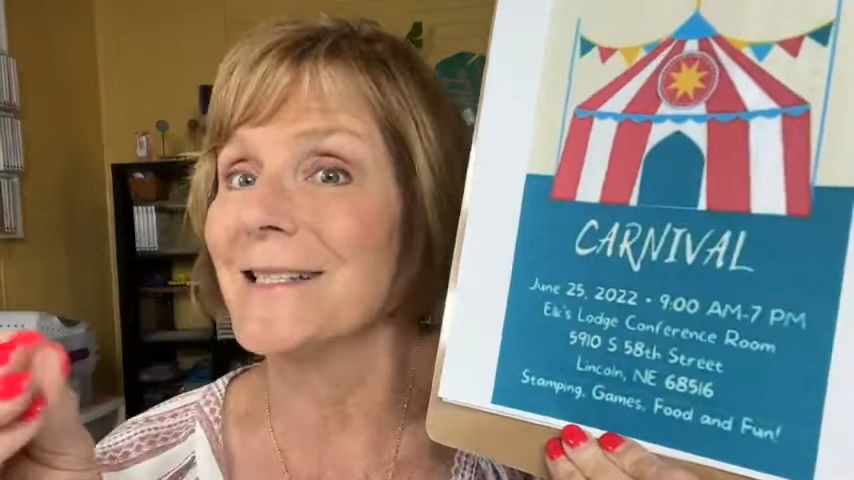 CARNIVAL
June 25, 2022 • 9:00 AM-7 PM
Elk's Lodge Conference Room
5910 S 58th Street
Lincoln, NE 68516
Stamping, Games, Food and Fun!